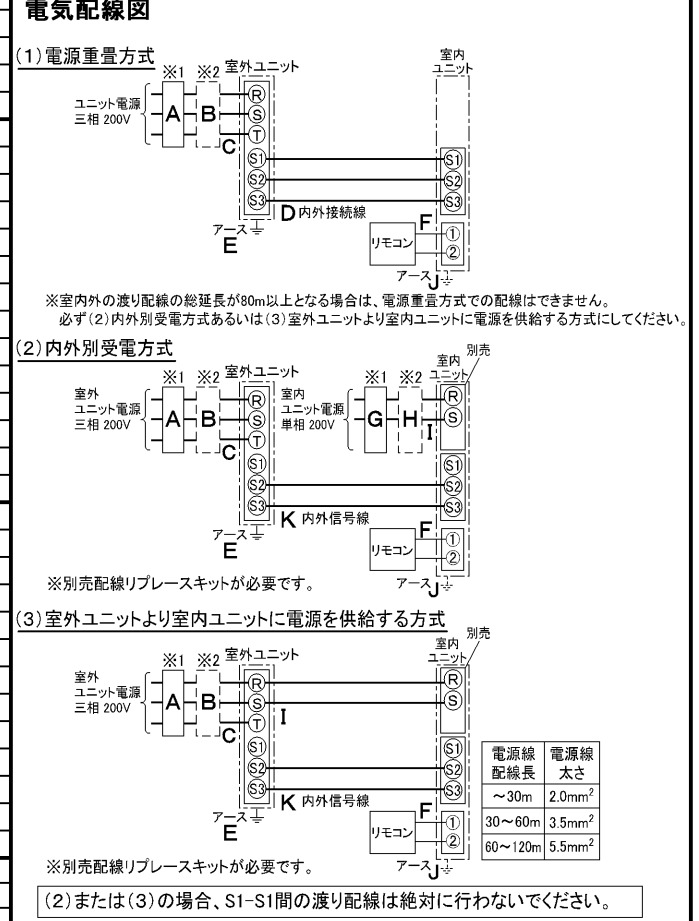 電気配線図
(1)電源重畳方式
※1 ※2 室外ユニット
室内
ユニット
ユニット電源
三相 200V
A
B
C
R
S
T
S1
S2
S3
S1
S2
S3
D 内外接続線
アース
E
F
リモコン
①
②
アース
J
※室内外の渡り配線の総延長が80m以上となる場合は、電源重畳方式での配線はできません。
必ず(2)内外別受電方式あるいは(3)室外ユニットより室内ユニットに電源を供給する方式にしてください。
(2)内外別受電方式
※1 ※2 室外ユニット
室外
ユニット電源
三相 200V
A
B
C
R
S
T
S1
S2
S3
室内
ユニット電源
単相 200V
※1 ※2
G
H
I
室内
ユニット
別売
R
S
S1
S2
S3
K 内外信号線
アース
E
F
リモコン
①
②
アース
J
※別売配線リプレースキットが必要です。
(3)室外ユニットより室内ユニットに電源を供給する方式
※1 ※2 室外ユニット
室内
ユニット
別売
室外
ユニット電源
三相 200V
A
B
C
R
S
T
S1
S2
S3
I
R
S
S1
S2
S3
K 内外信号線
アース
E
F
リモコン
①
②
アース
J
電源線
配線長
電源線
太さ
~30m 2.0mm²
30~60m 3.5mm²
60~120m 5.5mm²
※別売配線リプレースキットが必要です。
(2)または(3)の場合、S1-S1間の渡り配線は絶対に行わないでください。